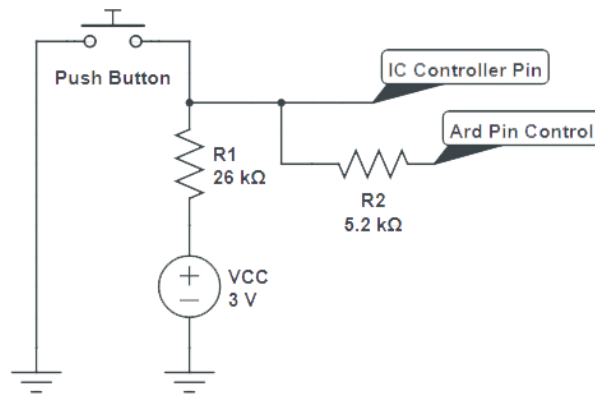 IC Controller Pin
Push Button
Ard Pin Control
R1
26 kΩ
R2
5.2 kΩ
+
VCC
–
3 V